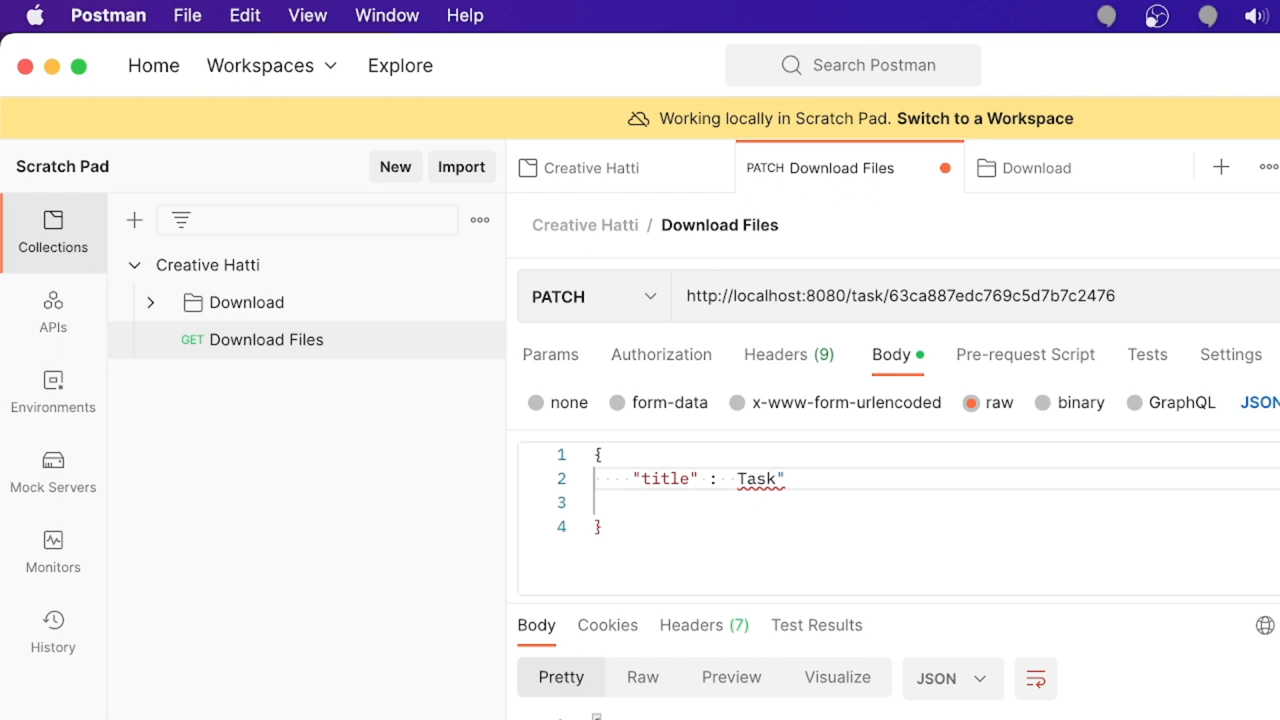 Postman File Edit View Window Help
Home Workspaces Explore Search Postman
Working locally in Scratch Pad. Switch to a Workspace
Scratch Pad New Import
Creative Hatti PATCH Download Files Download
Collections
APIs
Environments
Mock Servers
Monitors
History
Creative Hatti
Download
GET Download Files
Creative Hatti / Download Files
PATCH http://localhost:8080/task/63ca887edc769c5d7b7c2476
Params Authorization Headers (9) Body Pre-request Script Tests Settings
none form-data x-www-form-urlencoded raw binary GraphQL JSON
1 {
2 "title" : Task"
3
4 }
Body Cookies Headers (7) Test Results
Pretty Raw Preview Visualize JSON